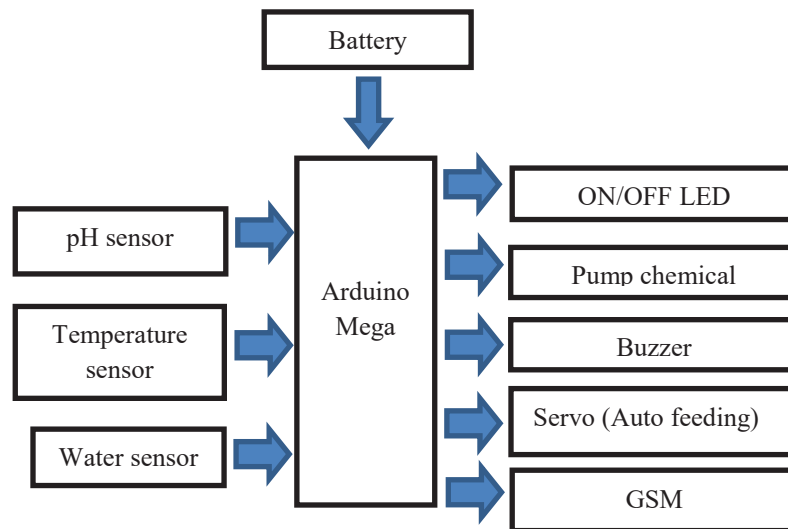 Battery
pH sensor
Temperature
sensor
Water sensor
Arduino
Mega
ON/OFF LED
Pump chemical
Buzzer
Servo (Auto feeding)
GSM